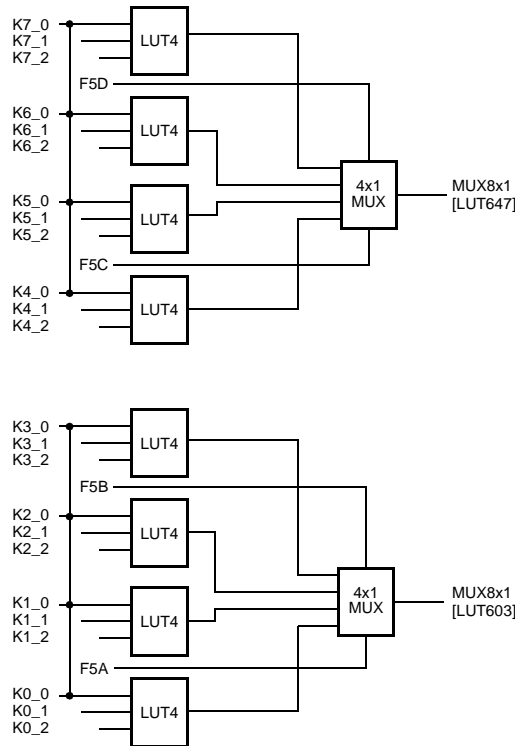 K7_0
K7_1
K7_2
LUT4
F5D
K6_0
K6_1
K6_2
LUT4
4x1
MUX
MUX8x1
[LUT647]
K5_0
K5_1
K5_2
LUT4
F5C
K4_0
K4_1
K4_2
LUT4
K3_0
K3_1
K3_2
LUT4
F5B
K2_0
K2_1
K2_2
LUT4
4x1
MUX
MUX8x1
[LUT603]
K1_0
K1_1
K1_2
LUT4
F5A
K0_0
K0_1
K0_2
LUT4